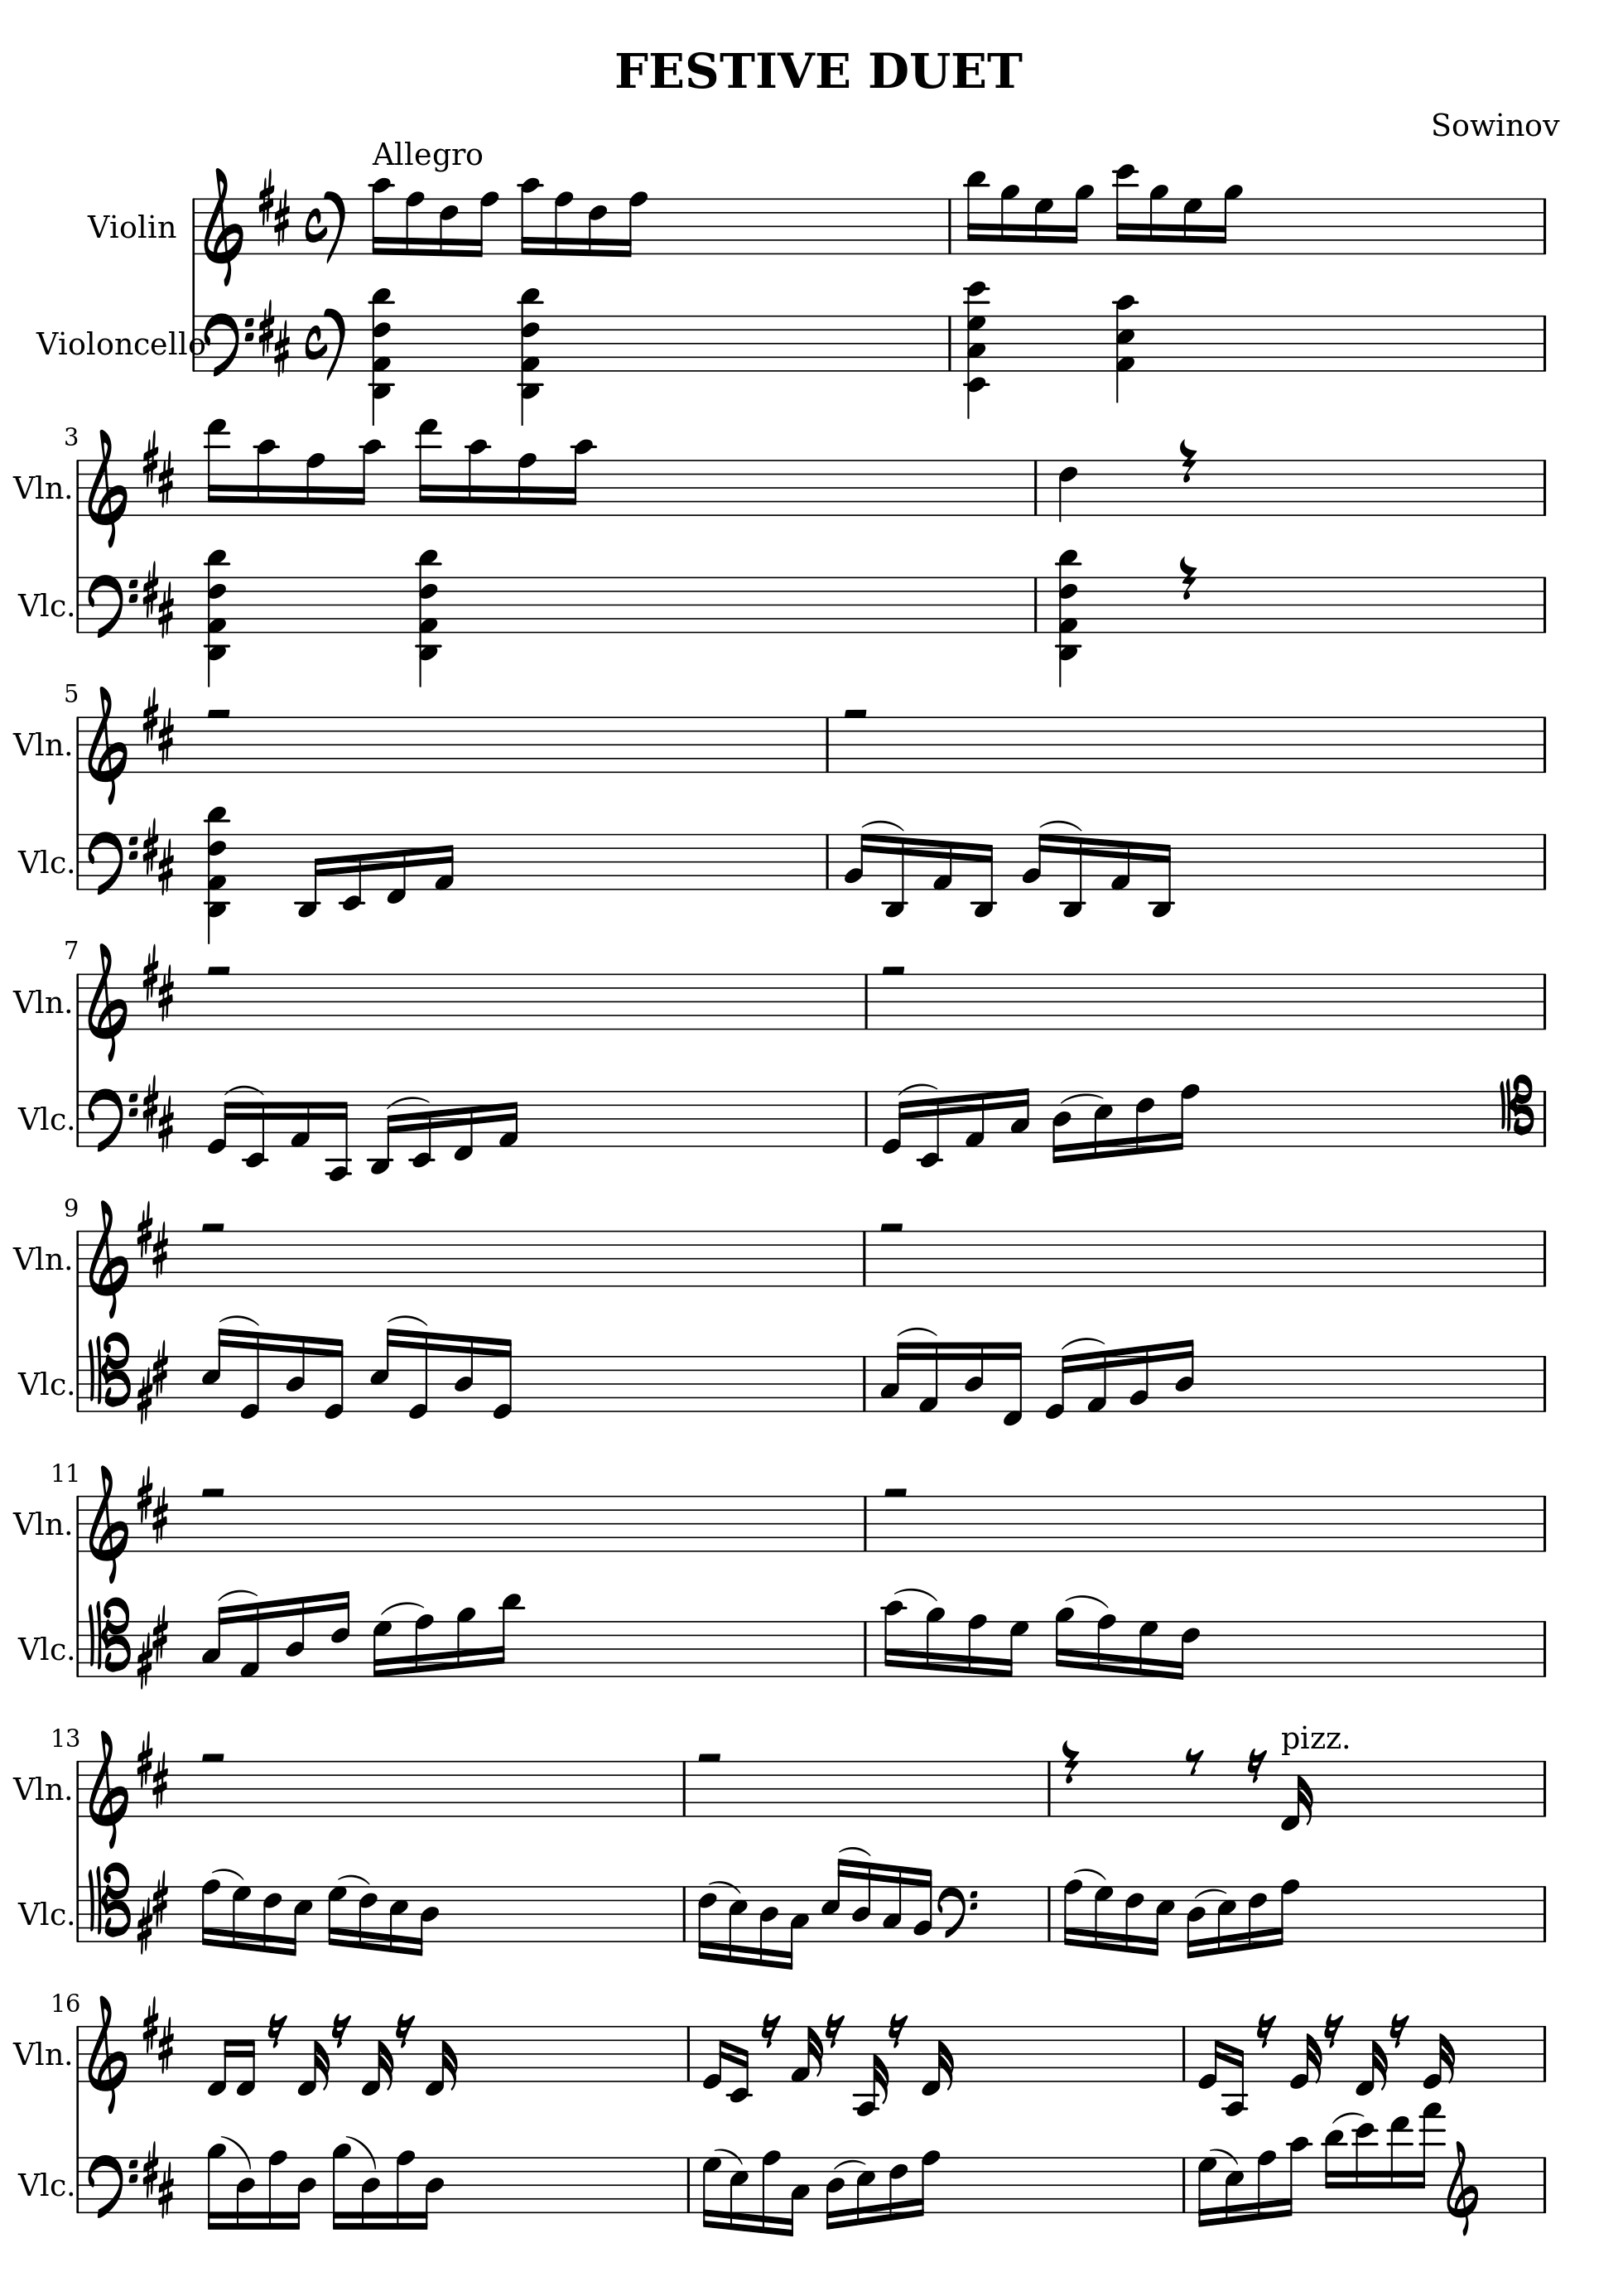 FESTIVE DUET
Sowinov
Allegro
Violin
Violoncello
3
Vln.
Vlc.
5
Vln.
Vlc.
7
Vln.
Vlc.
9
Vln.
Vlc.
11
Vln.
Vlc.
13
pizz.
Vln.
Vlc.
16
Vln.
Vlc.